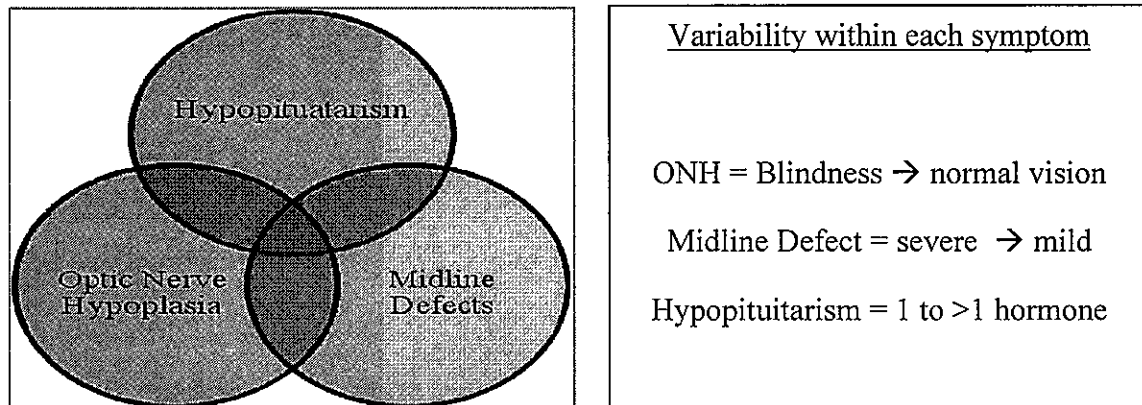 Hypopituatarism
Optic Nerve
Hypoplasia
Midline
Defects
Variability within each symptom
ONH = Blindness → normal vision
Midline Defect = severe → mild
Hypopituitarism = 1 to >1 hormone